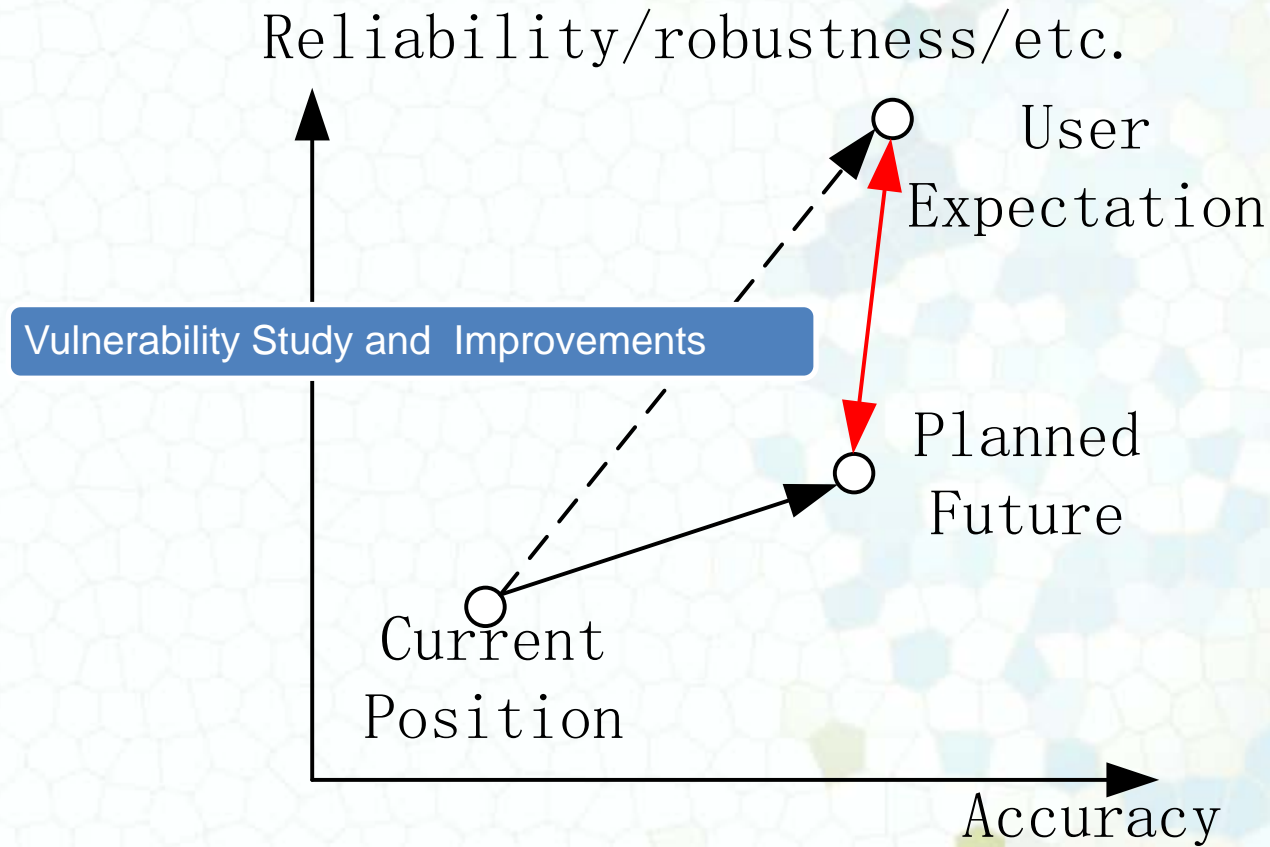 Reliability/robustness/etc.
User
Expectation
Vulnerability Study and  Improvements
Planned
Future
Current
Position
Accuracy